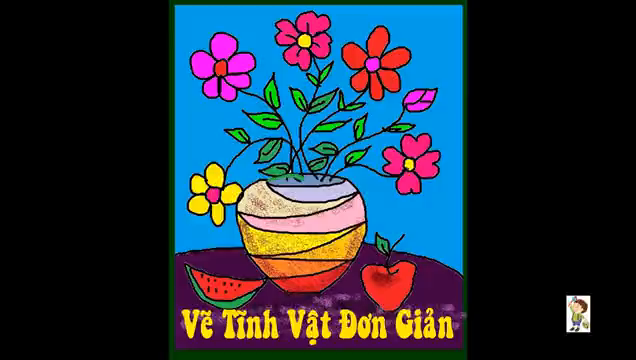 Vẽ Tĩnh Vật Đơn Giản